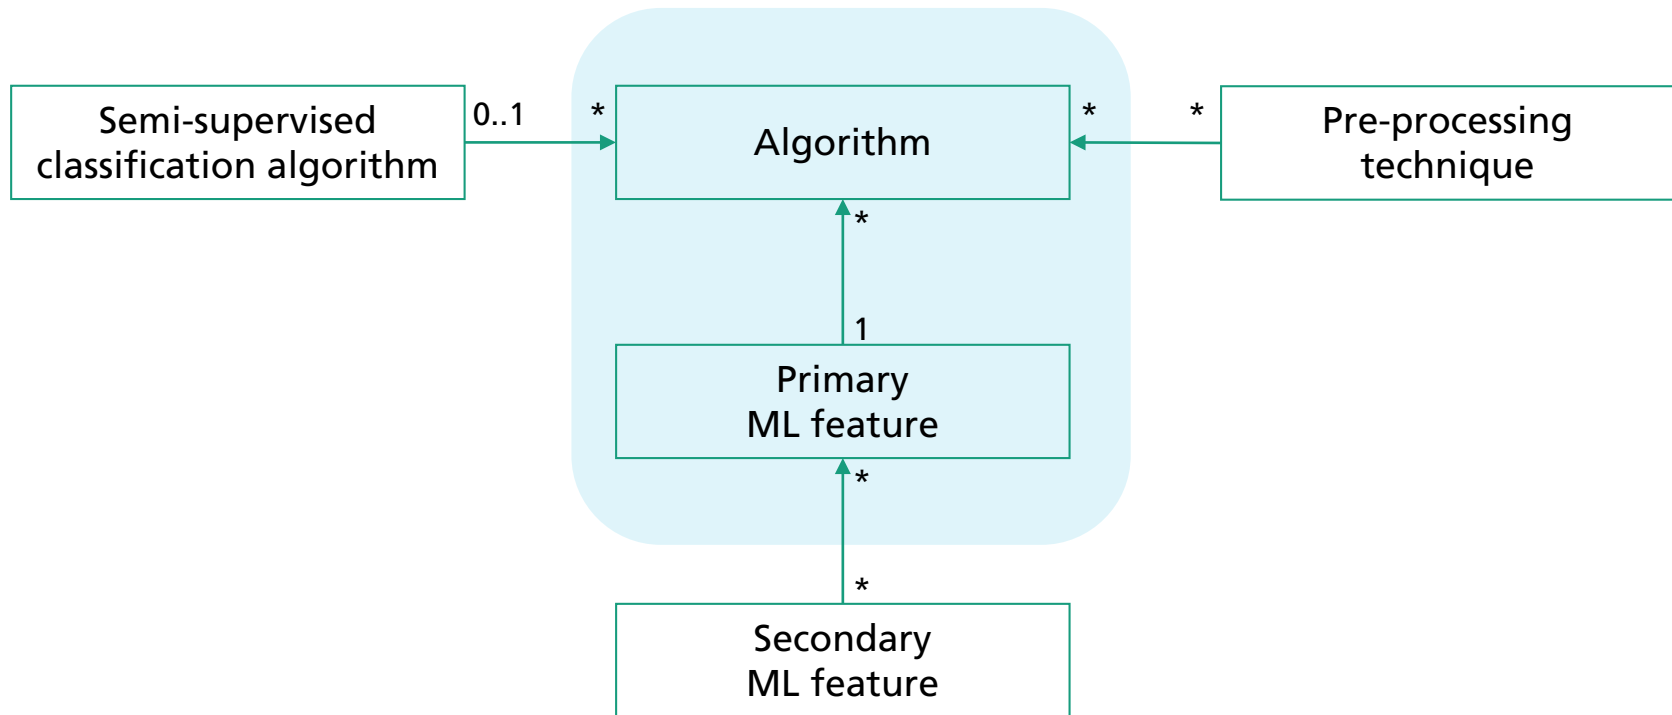 Semi-supervised
classification algorithm
0..1
*
Algorithm
*
*
Pre-processing
technique
*
1
Primary
ML feature
*
*
Secondary
ML feature